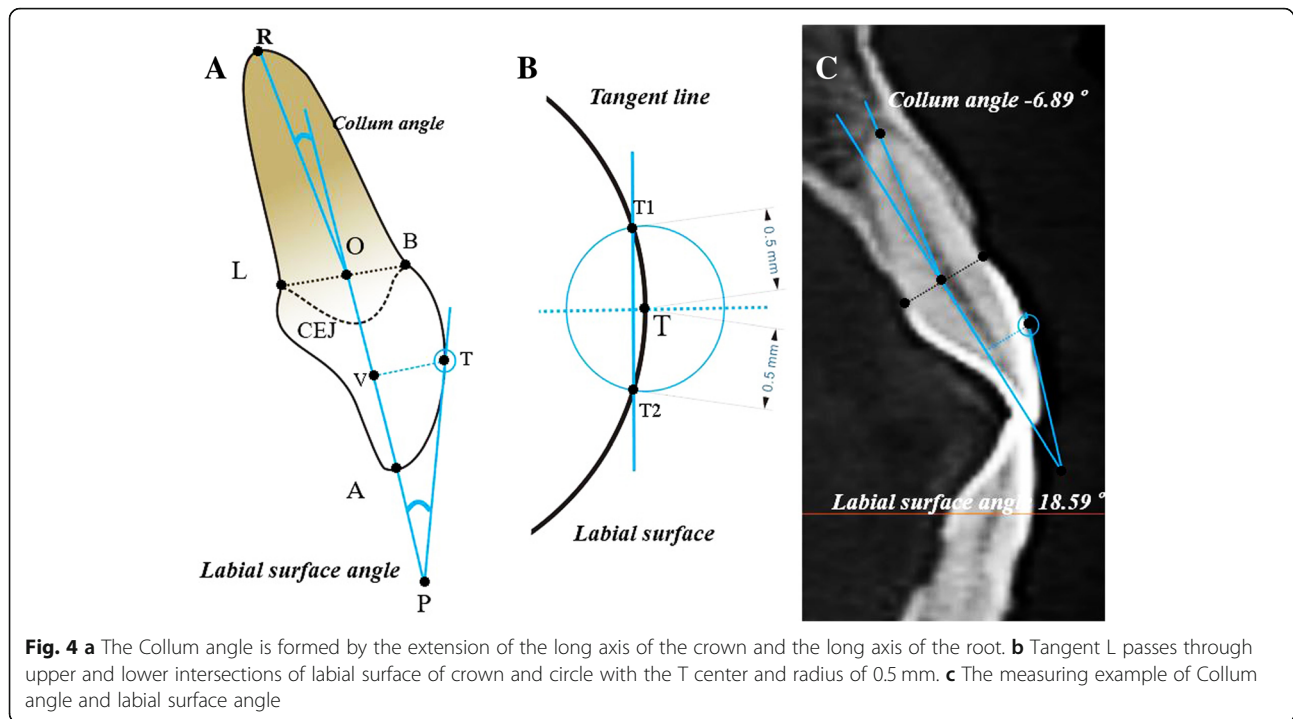 A
R
Collum angle
O
B
L
CEJ
V
T
A
Labial surface angle
P
B
Tangent line
T1
0.5 mm
T
0.5 mm
T2
Labial surface
C
Collum angle -6.89 °
Labial surface angle 18.59 °
Fig. 4 a The Collum angle is formed by the extension of the long axis of the crown and the long axis of the root. b Tangent L passes through
upper and lower intersections of labial surface of crown and circle with the T center and radius of 0.5 mm. c The measuring example of Collum
angle and labial surface angle